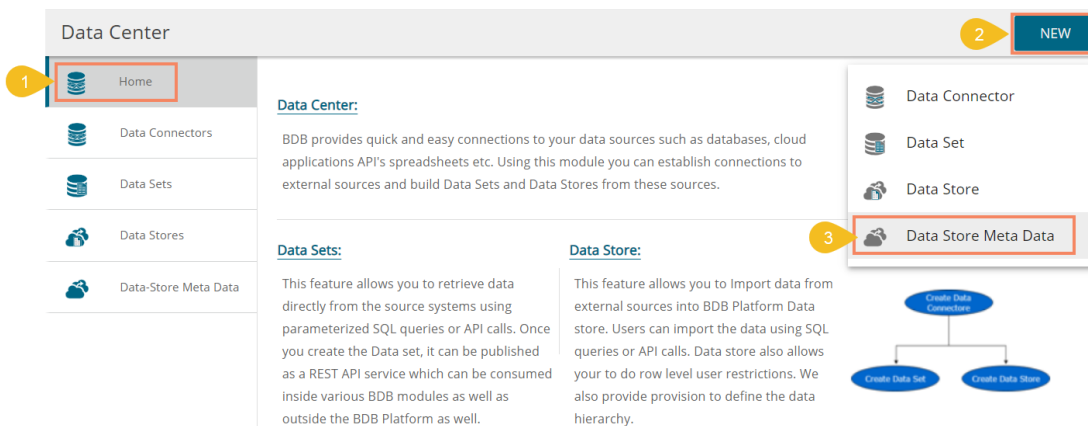 Data Center
2
NEW
1
Home
Data Connectors
Data Sets
Data Stores
Data-Store Meta Data
Data Center:
BDB provides quick and easy connections to your data sources such as databases, cloud
applications API's spreadsheets etc. Using this module you can establish connections to
external sources and build Data Sets and Data Stores from these sources.
Data Sets:
This feature allows you to retrieve data
directly from the source systems using
parameterized SQL queries or API calls. Once
you create the Data set, it can be published
as a REST API service which can be consumed
inside various BDB modules as well as
outside the BDB Platform as well.
Data Store:
This feature allows you to Import data from
external sources into BDB Platform Data
store. Users can import the data using SQL
queries or API calls. Data store also allows
your to do row level user restrictions. We
also provide provision to define the data
hierarchy.
Data Connector
Data Set
Data Store
3
Data Store Meta Data
Create Data
Connectore
Create Data Set
Create Data Store